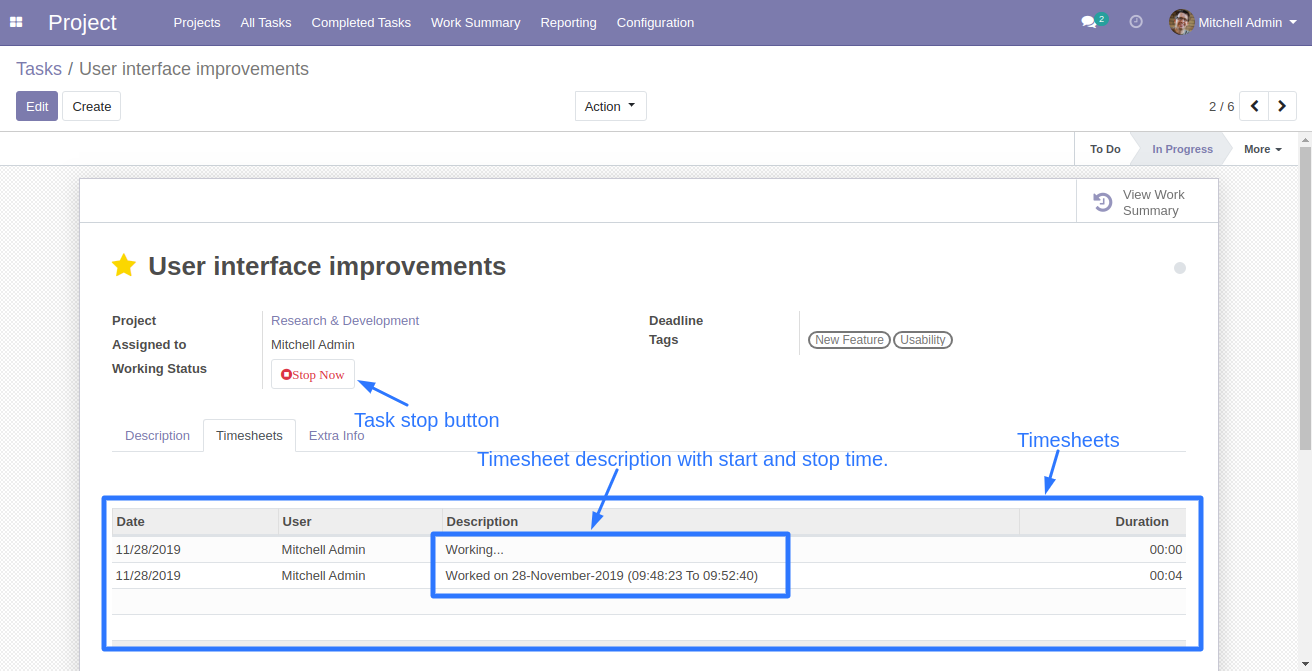 Project
Projects All Tasks Completed Tasks Work Summary Reporting Configuration
2
Mitchell Admin
Tasks / User interface improvements
Edit Create
Action
2 / 6
To Do In Progress More
View Work
Summary
User interface improvements
Project Research & Development
Assigned to Mitchell Admin
Working Status Stop Now
Deadline
Tags New Feature Usability
Task stop button
Description Timesheets Extra Info
Timesheets
Timesheet description with start and stop time.
Date User Description Duration
11/28/2019 Mitchell Admin Working... 00:00
11/28/2019 Mitchell Admin Worked on 28-November-2019 (09:48:23 To 09:52:40) 00:04